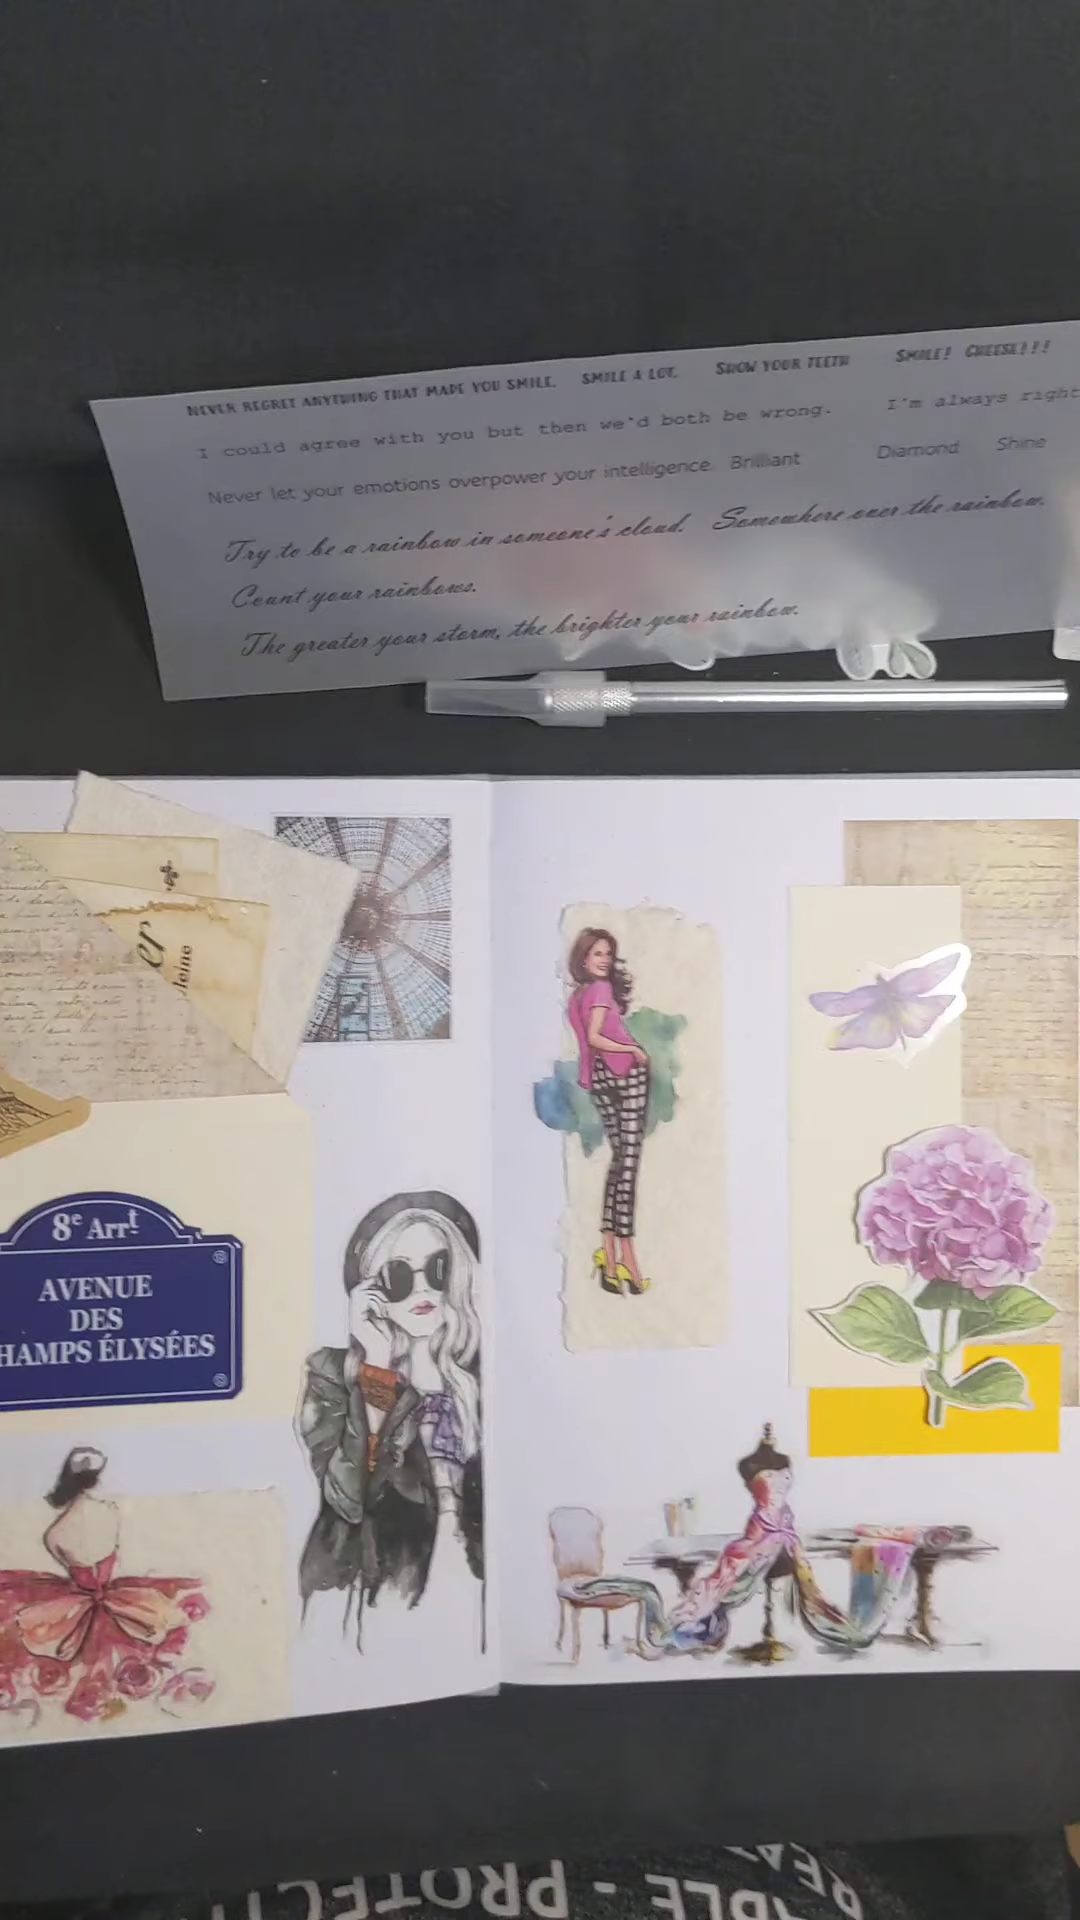 NEVER REGRET ANYTHING THAT MADE YOU SMILE. SMILE A LOT. SHOW YOUR TEETH SMILE! CHEESE!!!
I could agree with you but then we'd both be wrong. I'm always right
Never let your emotions overpower your intelligence. Brilliant Diamond Shine
Try to be a rainbow in someone's cloud. Somewhere over the rainbow.
Count your rainbows.
The greater your storm, the brighter your rainbow.
er
leine
8e Arrt
AVENUE
DES
HAMPS ÉLYSÉES
PROTECT